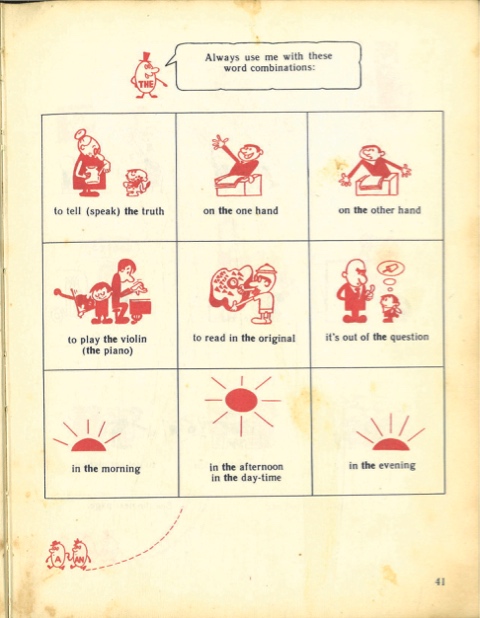 Always use me with these
word combinations:
THE
to tell (speak) the truth
on the one hand
on the other hand
to play the violin
(the piano)
to read in the original
it's out of the question
in the morning
in the afternoon
in the day-time
in the evening
A
AN
41